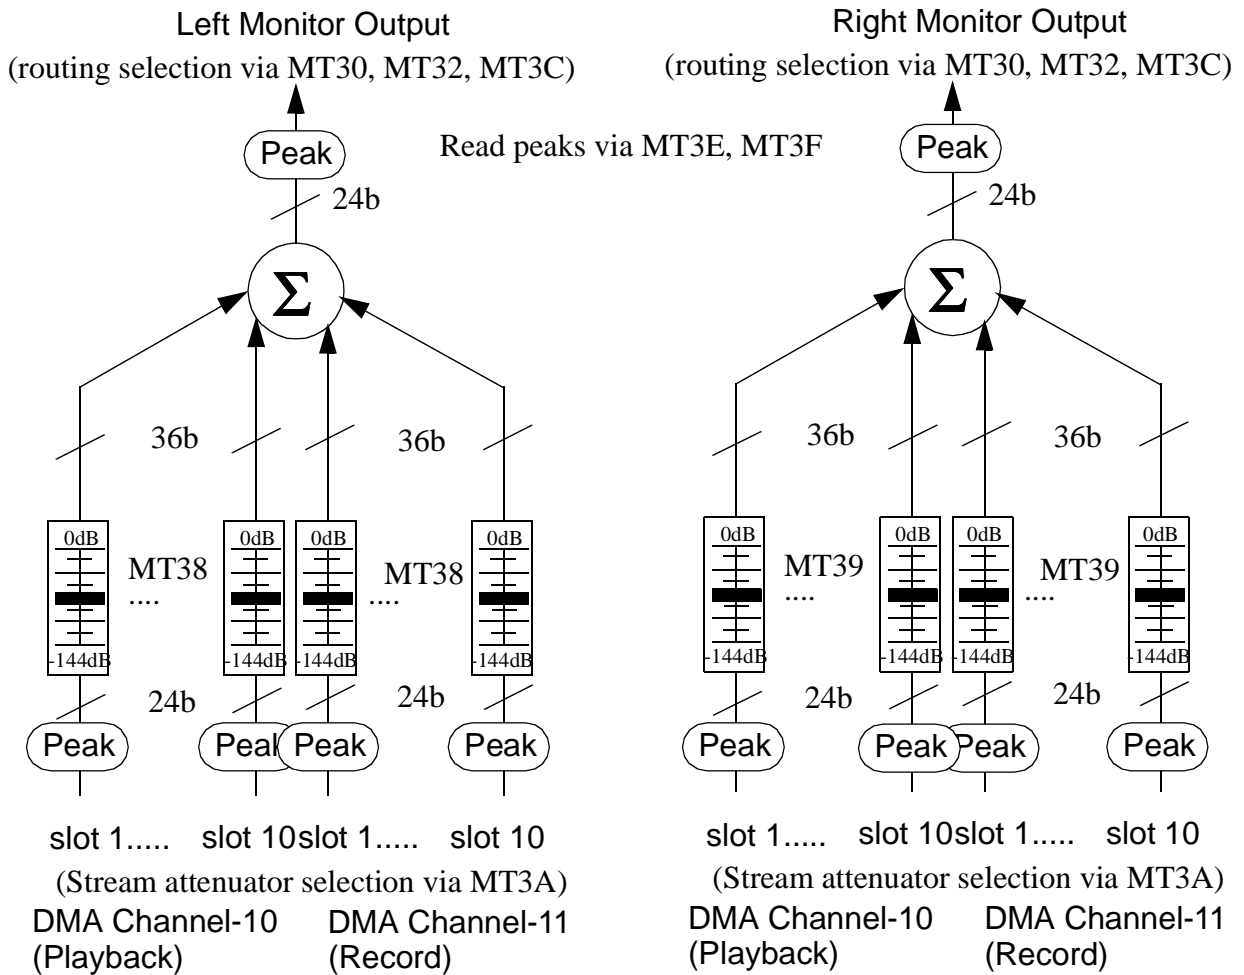 Left Monitor Output
(routing selection via MT30, MT32, MT3C)
Right Monitor Output
(routing selection via MT30, MT32, MT3C)
Peak
Read peaks via MT3E, MT3F
Peak
24b
24b
Σ
Σ
36b
36b
36b
36b
0dB
0dB
0dB
0dB
0dB
0dB
0dB
0dB
MT38
MT38
MT39
MT39
....
....
....
....
-144dB
-144dB
-144dB
-144dB
-144dB
-144dB
-144dB
-144dB
24b
24b
24b
24b
Peak
Peak
Peak
Peak
Peak
Peak
Peak
Peak
slot 1..... slot 10 slot 1..... slot 10
slot 1..... slot 10 slot 1..... slot 10
(Stream attenuator selection via MT3A)
(Stream attenuator selection via MT3A)
DMA Channel-10
(Playback)
DMA Channel-11
(Record)
DMA Channel-10
(Playback)
DMA Channel-11
(Record)